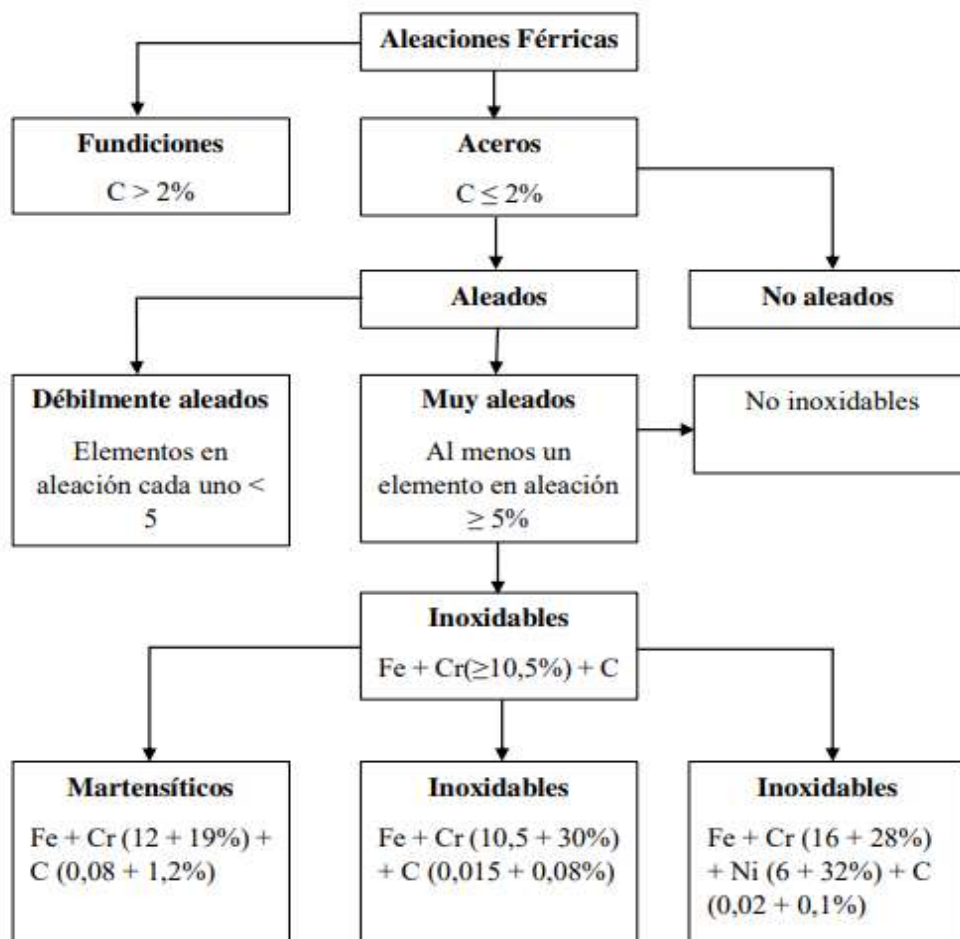 Aleaciones Férricas
Fundiciones
C > 2%
Aceros
C ≤ 2%
Aleados
No aleados
Débilmente aleados
Elementos en
aleación cada uno <
5
Muy aleados
Al menos un
elemento en aleación
≥ 5%
No inoxidables
Inoxidables
Fe + Cr(≥10,5%) + C
Martensíticos
Fe + Cr (12 + 19%) +
C (0,08 + 1,2%)
Inoxidables
Fe + Cr (10,5 + 30%)
+ C (0,015 + 0,08%)
Inoxidables
Fe + Cr (16 + 28%)
+ Ni (6 + 32%) + C
(0,02 + 0,1%)